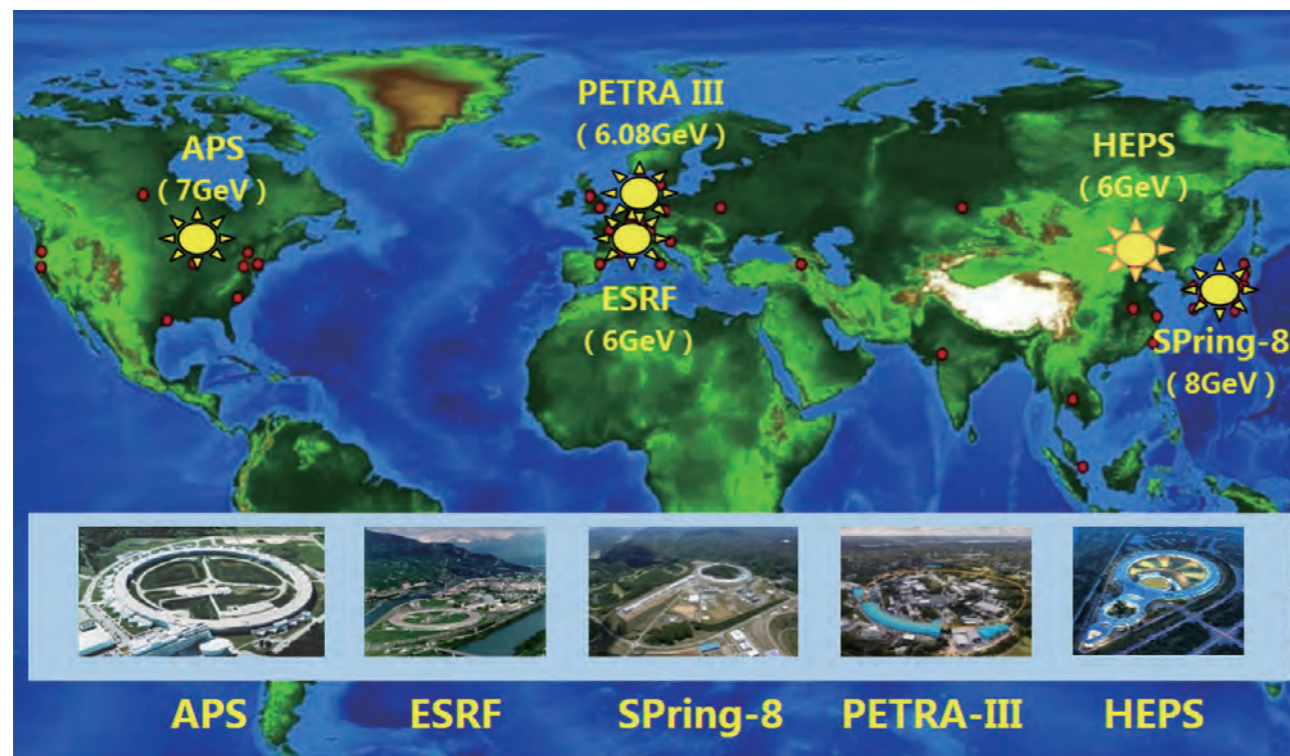 PETRA III
( 6.08GeV )
APS
( 7GeV )
HEPS
( 6GeV )
ESRF
( 6GeV )
SPring-8
( 8GeV )
APS
ESRF
SPring-8
PETRA-III
HEPS